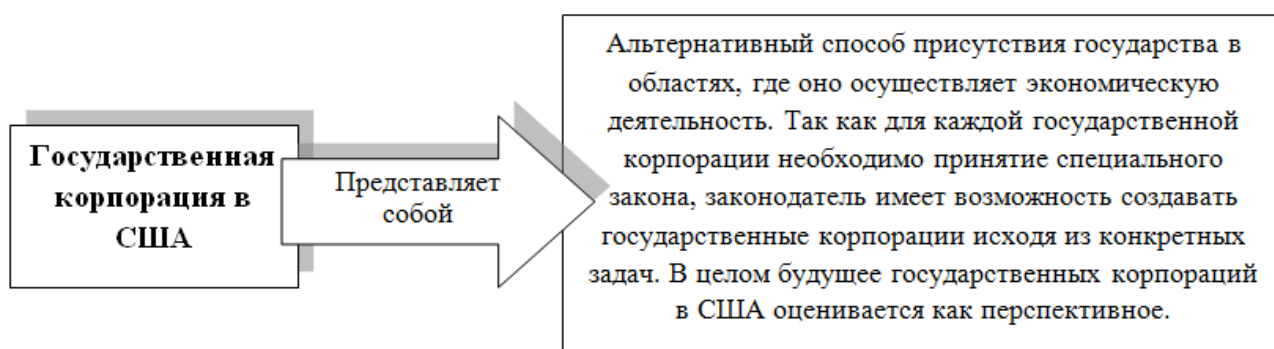 Государственная
корпорация в
США
Представляет
собой
Альтернативный способ присутствия государства в
областях, где оно осуществляет экономическую
деятельность. Так как для каждой государственной
корпорации необходимо принятие специального
закона, законодатель имеет возможность создавать
государственные корпорации исходя из конкретных
задач. В целом будущее государственных корпораций
в США оценивается как перспективное.